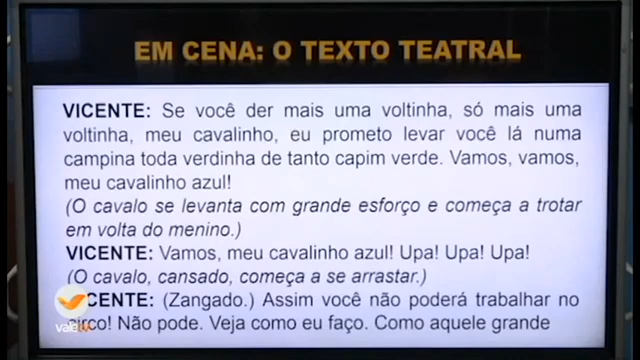 EM CENA: O TEXTO TEATRAL
VICENTE: Se você der mais uma voltinha, só mais uma
voltinha, meu cavalinho, eu prometo levar você lá numa
campina toda verdinha de tanto capim verde. Vamos, vamos,
meu cavalinho azul!
(O cavalo se levanta com grande esforço e começa a trotar
em volta do menino.)
VICENTE: Vamos, meu cavalinho azul! Upa! Upa! Upa!
(O cavalo, cansado, começa a se arrastar.)
VICENTE: (Zangado.) Assim você não poderá trabalhar no
circo! Não pode. Veja como eu faço. Como aquele grande